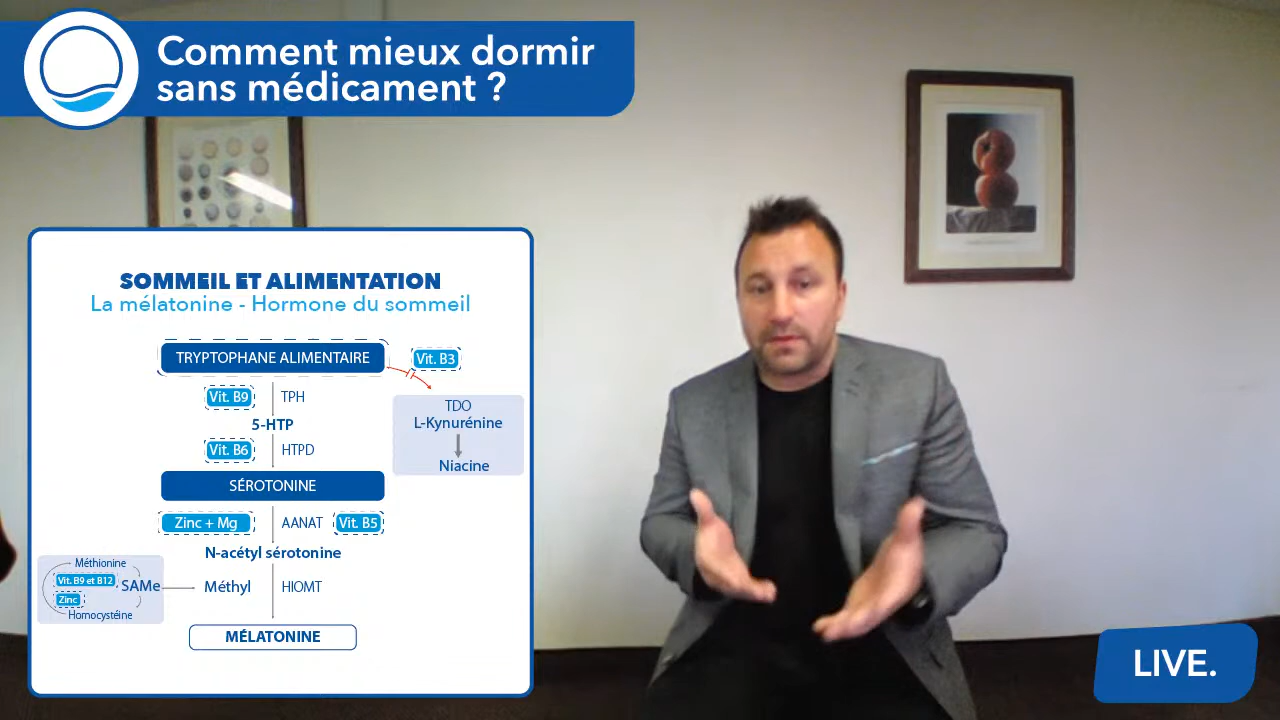 Comment mieux dormir
sans médicament ?
SOMMEIL ET ALIMENTATION
La mélatonine - Hormone du sommeil
TRYPTOPHANE ALIMENTAIRE
Vit. B3
Vit. B9
TPH
TDO
5-HTP
L-Kynurénine
Vit. B6
HTPD
Niacine
SÉROTONINE
Zinc + Mg
AANAT
Vit. B5
N-acétyl sérotonine
Méthionine
Vit. B9 et B12
SAMe
Méthyl
HIOMT
Zinc
Homocystéine
MÉLATONINE
LIVE.